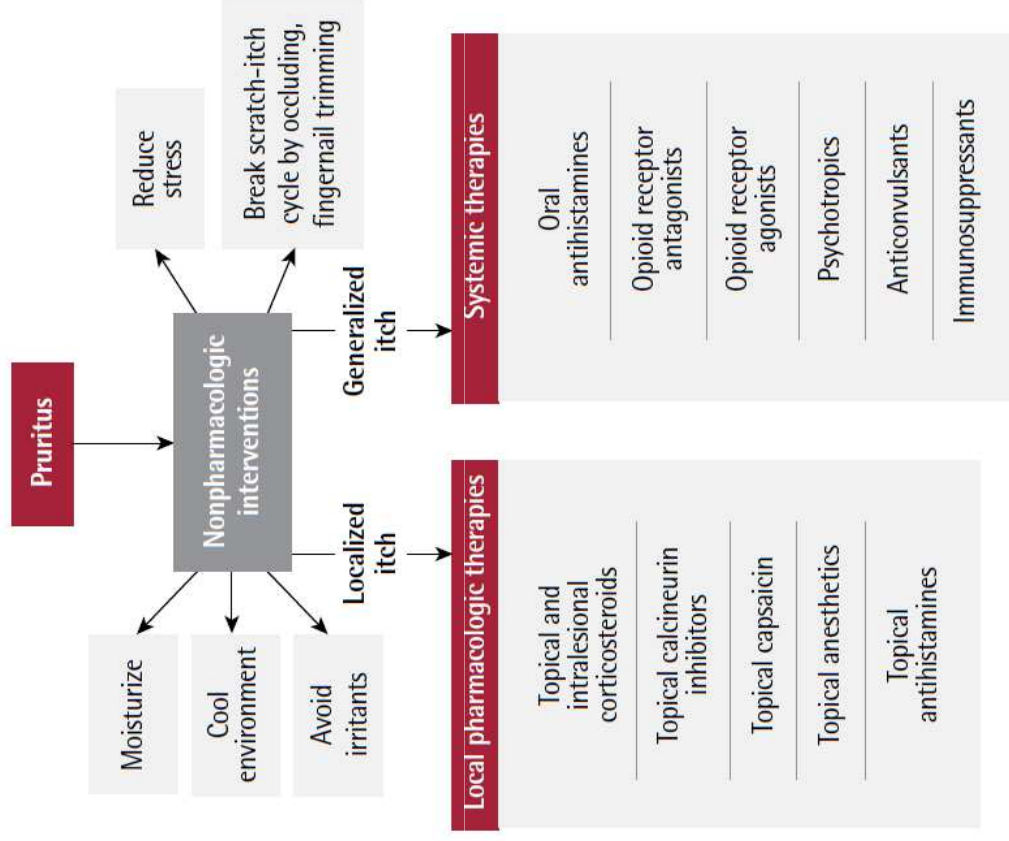 Pruritus
Nonpharmacologic
interventions
Moisturize
Cool
environment
Avoid
irritants
Reduce
stress
Break scratch-itch
cycle by occluding,
fingernail trimming
Localized
itch
Generalized
itch
Local pharmacologic therapies
Topical and
intralesional
corticosteroids
Topical calcineurin
inhibitors
Topical capsaicin
Topical anesthetics
Topical
antihistamines
Systemic therapies
Oral
antihistamines
Opioid receptor
antagonists
Opioid receptor
agonists
Psychotropics
Anticonvulsants
Immunosuppressants